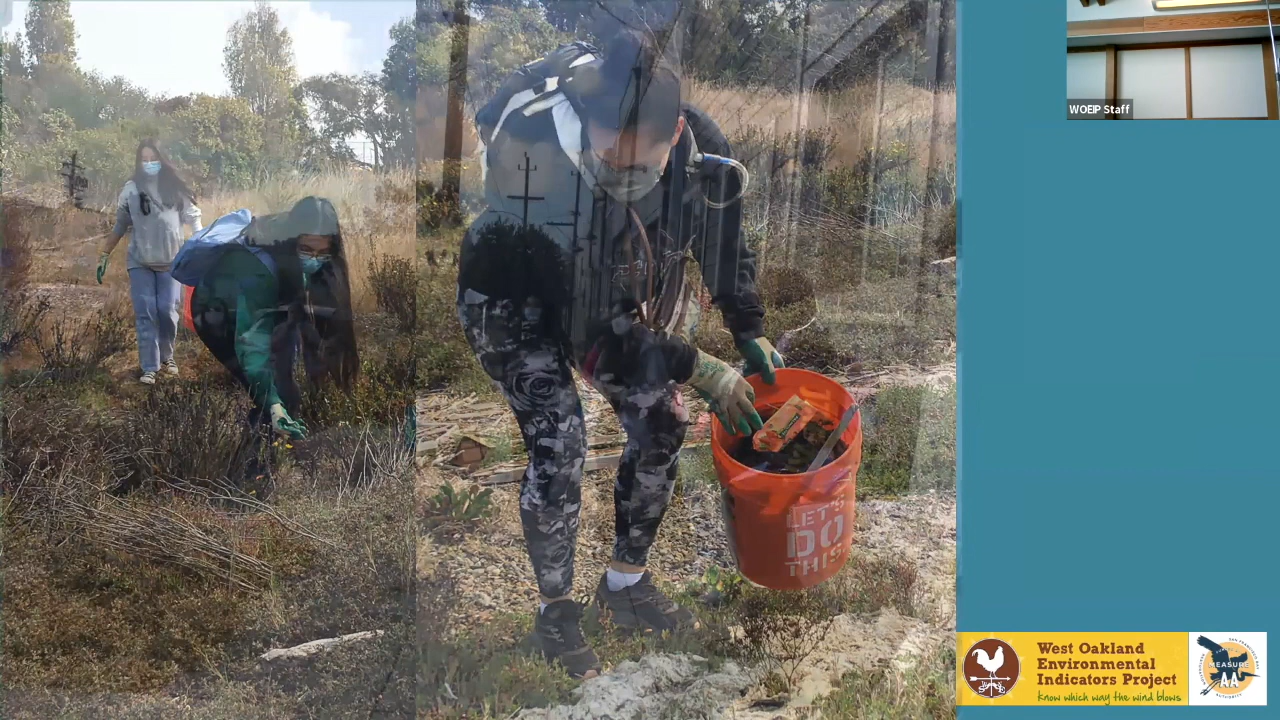 WOEIP Staff
LET'S
DO
THIS.
West Oakland
Environmental
Indicators Project
Know which way the wind blows
MEASURE
AA